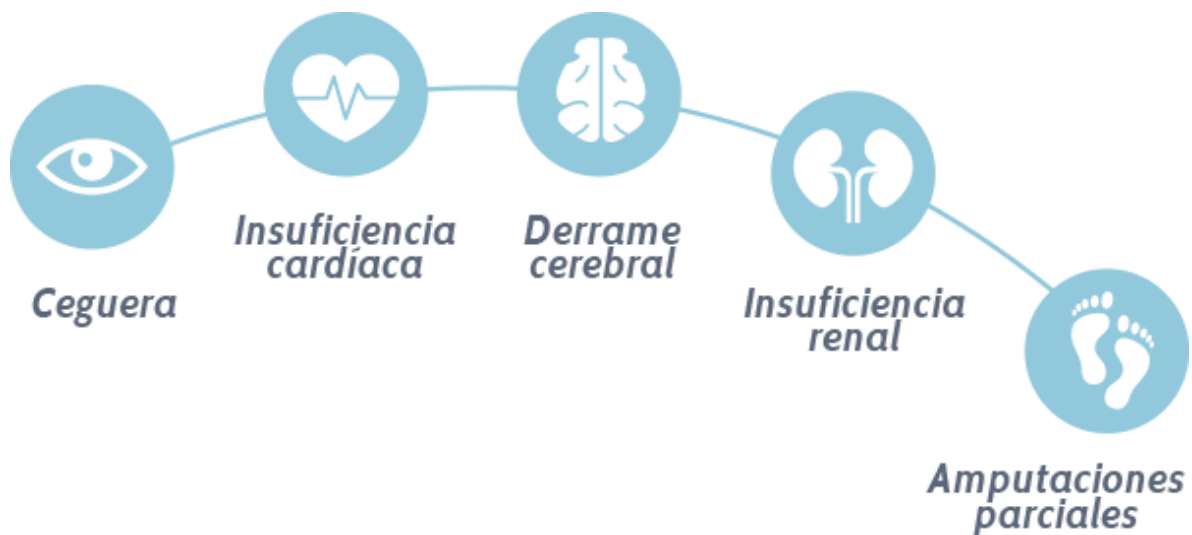 Ceguera
Insuficiencia
cardíaca
Derrame
cerebral
Insuficiencia
renal
Amputaciones
parciales